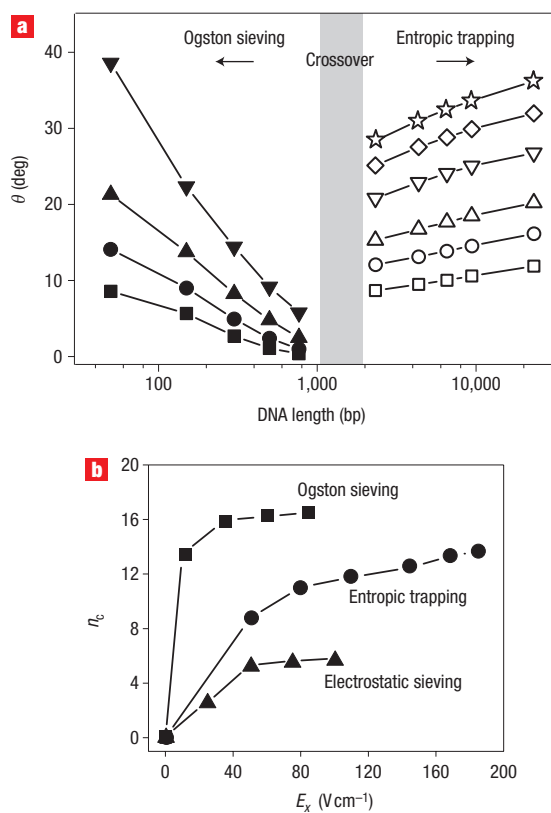 a
Ogston sieving
Entropic trapping
← Crossover →
40
30
20
10
0
θ (deg)
100
1,000
10,000
DNA length (bp)
b
20
16
12
8
4
0
η_c
Ogston sieving
Entropic trapping
Electrostatic sieving
0
40
80
120
160
200
E_x (V cm⁻¹)